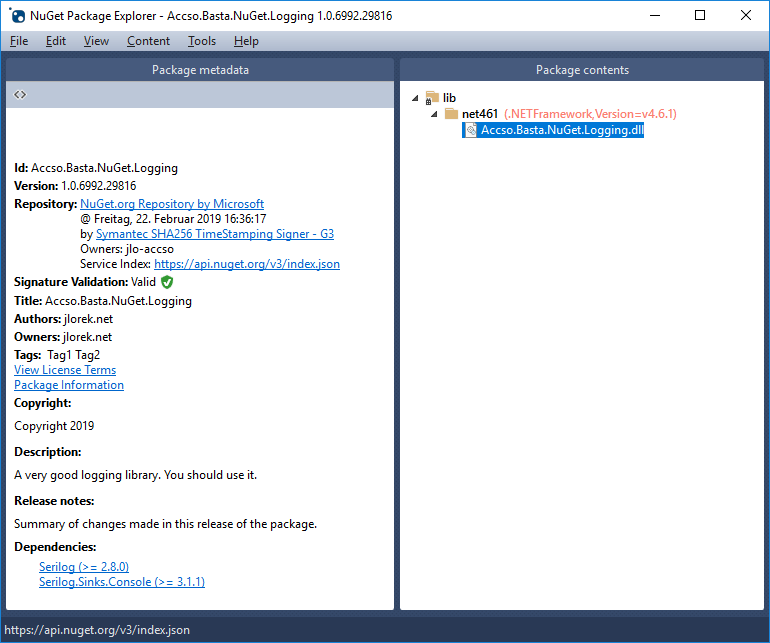 NuGet Package Explorer - Accso.Basta.NuGet.Logging 1.0.6992.29816
File Edit View Content Tools Help
Package metadata
<>
Id: Accso.Basta.NuGet.Logging
Version: 1.0.6992.29816
Repository: NuGet.org Repository by Microsoft
@ Freitag, 22. Februar 2019 16:36:17
by Symantec SHA256 TimeStamping Signer - G3
Owners: jlo-accso
Service Index: https://api.nuget.org/v3/index.json
Signature Validation: Valid
Title: Accso.Basta.NuGet.Logging
Authors: jlorek.net
Owners: jlorek.net
Tags: Tag1 Tag2
View License Terms
Package Information
Copyright:
Copyright 2019
Description:
A very good logging library. You should use it.
Release notes:
Summary of changes made in this release of the package.
Dependencies:
Serilog (>= 2.8.0)
Serilog.Sinks.Console (>= 3.1.1)
Package contents
lib
net461 (.NETFramework,Version=v4.6.1)
Accso.Basta.NuGet.Logging.dll
https://api.nuget.org/v3/index.json